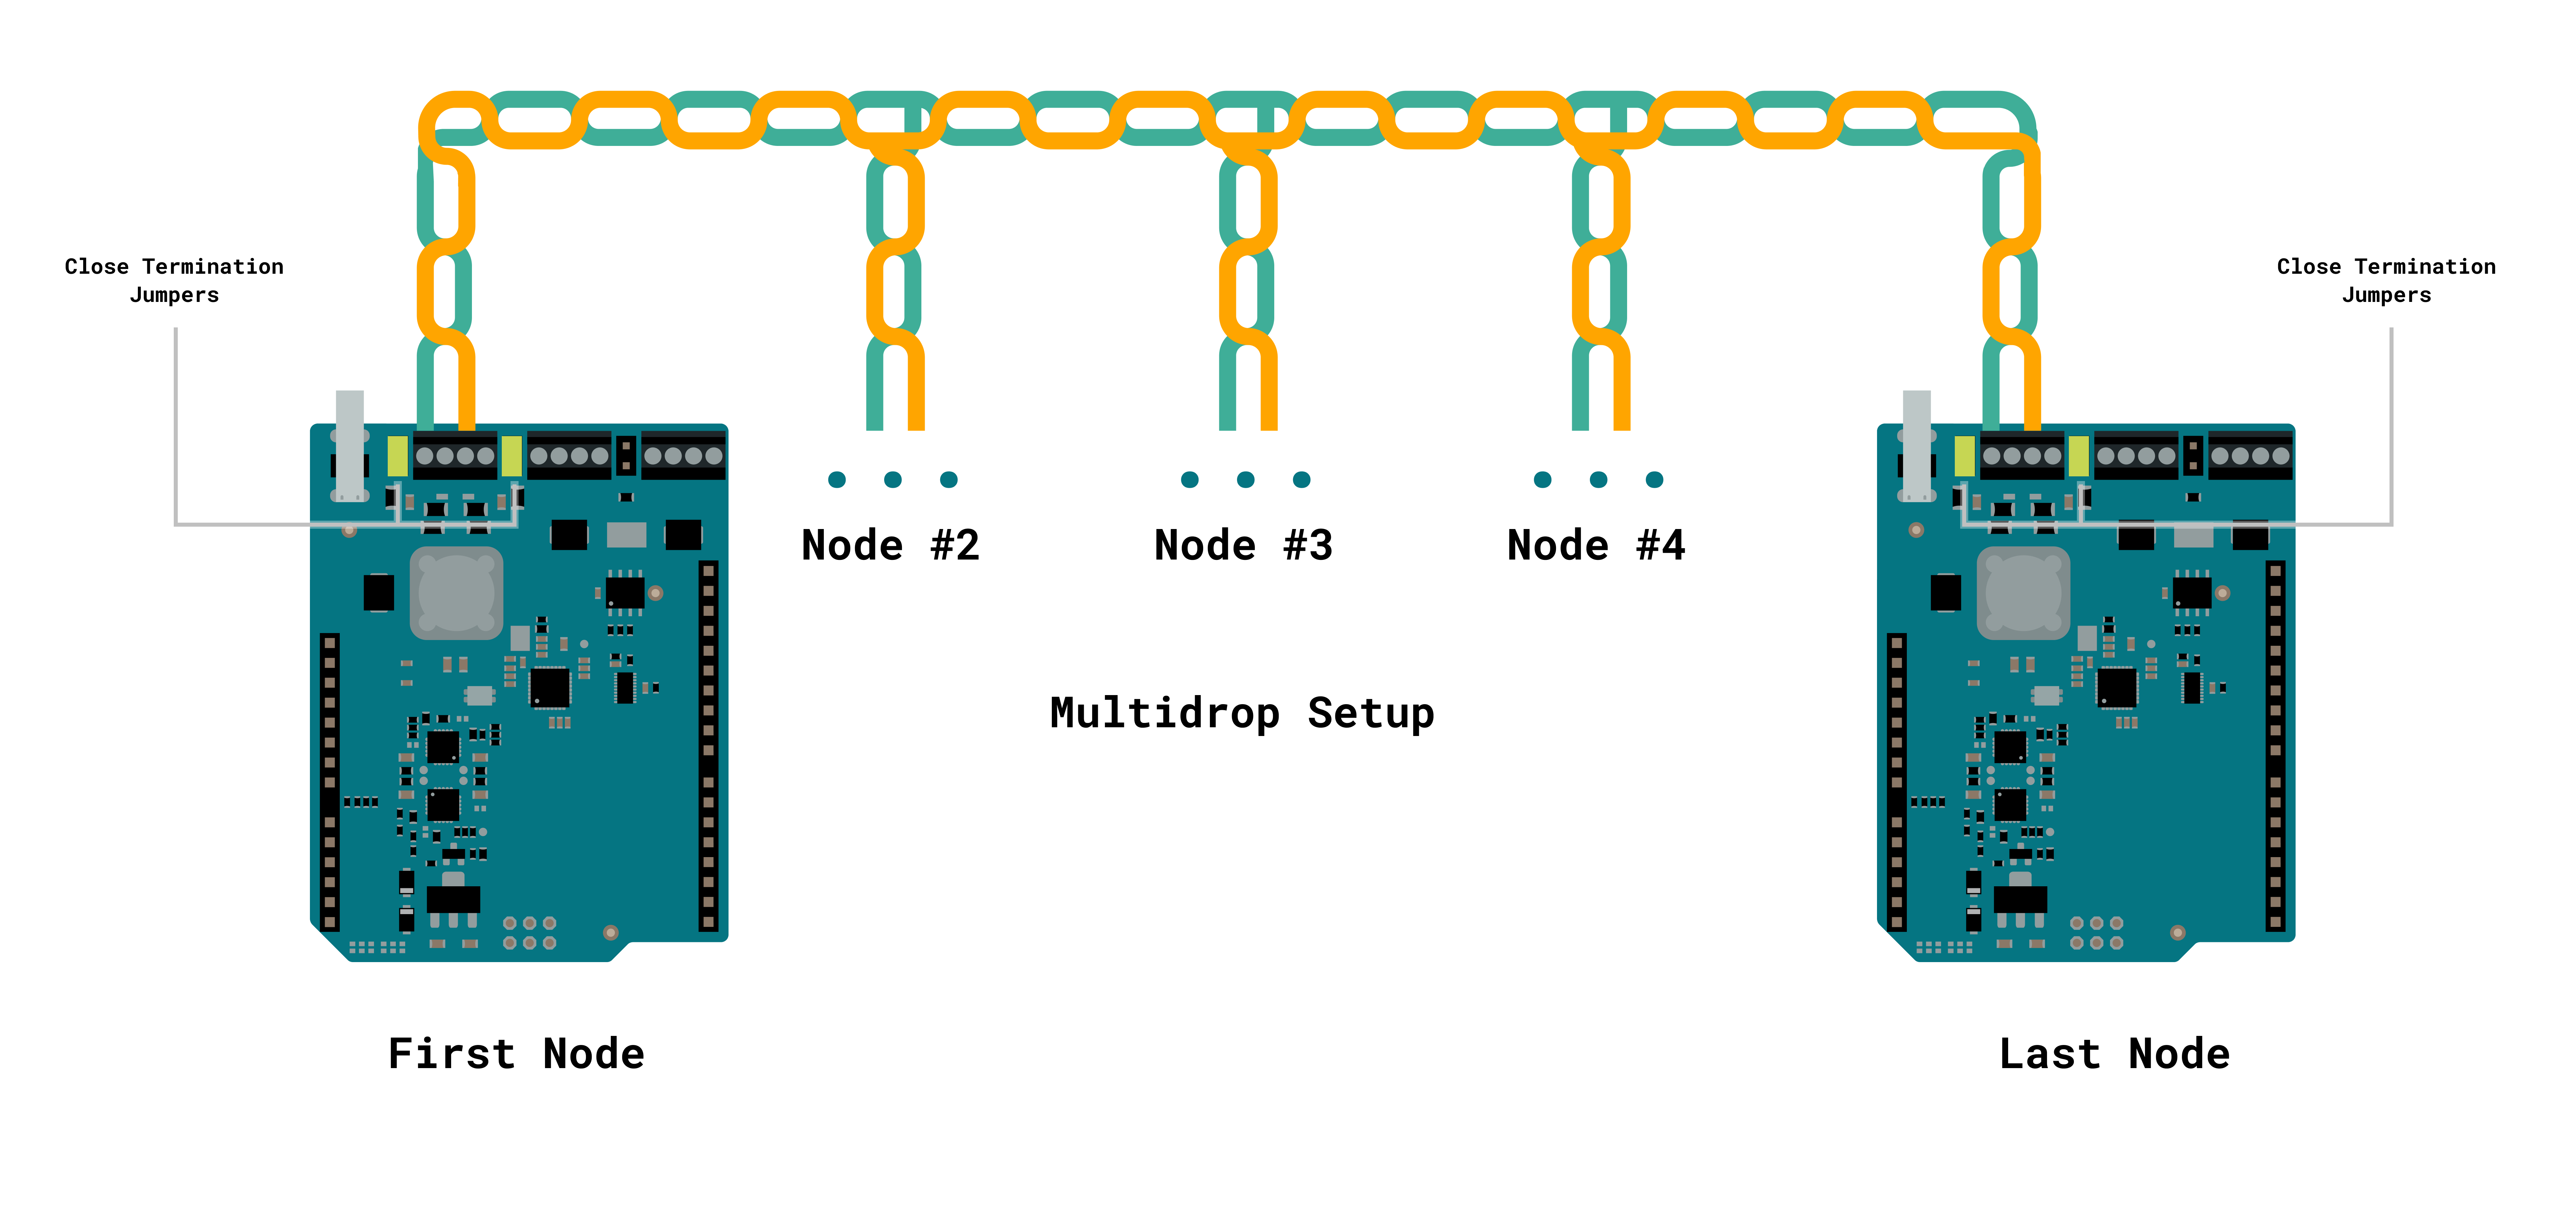 Close Termination
Jumpers
Close Termination
Jumpers
Node #2
Node #3
Node #4
Multidrop Setup
First Node
Last Node